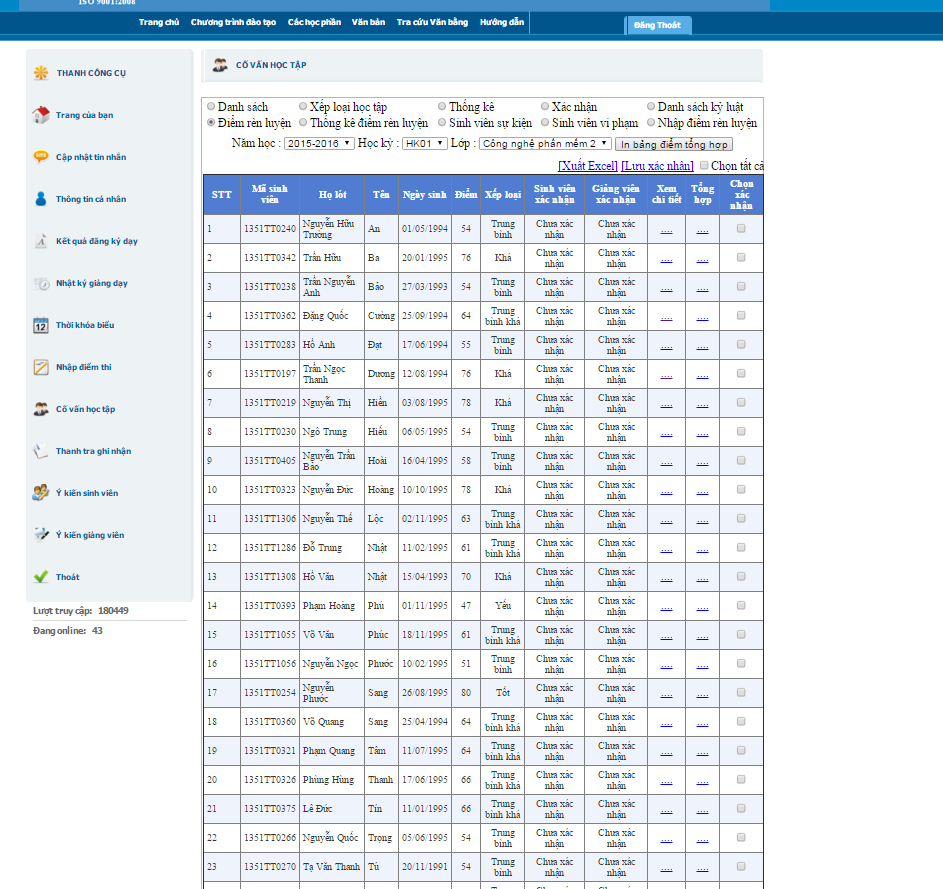 ISO 9001:2008
Trang chủ Chương trình đào tạo Các học phần Văn bản Tra cứu Văn bằng Hướng dẫn Đăng Thoát
THANH CÔNG CỤ
Trang của bạn
Cập nhật tin nhắn
Thông tin cá nhân
Kết quả đăng ký dạy
Nhật ký giảng dạy
Thời khóa biểu
Nhập điểm thi
Cố vấn học tập
Thanh tra ghi nhận
Ý kiến sinh viên
Ý kiến giảng viên
Thoát
Lượt truy cập: 180449
Đang online: 43
CỐ VẤN HỌC TẬP
Danh sách Xếp loại học tập Thống kê Xác nhận Danh sách kỷ luật
Điểm rèn luyện Thống kê điểm rèn luyện Sinh viên sự kiện Sinh viên vi phạm Nhập điểm rèn luyện
Năm học : 2015-2016 Học kỳ : HK01 Lớp : Công nghệ phần mềm 2 In bảng điểm tổng hợp
[Xuất Excel] [Lưu xác nhận] Chọn tất cả
STT Mã sinh viên Họ lót Tên Ngày sinh Điểm Xếp loại Sinh viên xác nhận Giảng viên xác nhận Xem chi tiết Tổng hợp Chọn xác nhận
1 1351TT0240 Nguyễn Hữu Trường An 01/05/1994 54 Trung bình Chưa xác nhận Chưa xác nhận .... ....
2 1351TT0342 Trần Hữu Ba 20/01/1995 76 Khá Chưa xác nhận Chưa xác nhận .... ....
3 1351TT0238 Trần Nguyễn Anh Bảo 27/03/1993 54 Trung bình Chưa xác nhận Chưa xác nhận .... ....
4 1351TT0362 Đặng Quốc Cường 25/09/1994 64 Trung bình khá Chưa xác nhận Chưa xác nhận .... ....
5 1351TT0283 Hồ Anh Đạt 17/06/1994 55 Trung bình Chưa xác nhận Chưa xác nhận .... ....
6 1351TT0197 Trần Ngọc Thanh Dương 12/08/1994 76 Khá Chưa xác nhận Chưa xác nhận .... ....
7 1351TT0219 Nguyễn Thị Hiền 03/08/1995 78 Khá Chưa xác nhận Chưa xác nhận .... ....
8 1351TT0230 Ngô Trung Hiếu 06/05/1995 54 Trung bình Chưa xác nhận Chưa xác nhận .... ....
9 1351TT0405 Nguyễn Trần Bảo Hoài 16/04/1995 58 Trung bình Chưa xác nhận Chưa xác nhận .... ....
10 1351TT0323 Nguyễn Đức Hoàng 10/10/1995 78 Khá Chưa xác nhận Chưa xác nhận .... ....
11 1351TT1306 Nguyễn Thế Lộc 02/11/1995 63 Trung bình khá Chưa xác nhận Chưa xác nhận .... ....
12 1351TT1286 Đỗ Trung Nhật 11/02/1995 61 Trung bình khá Chưa xác nhận Chưa xác nhận .... ....
13 1351TT1308 Hồ Văn Nhật 15/04/1993 70 Khá Chưa xác nhận Chưa xác nhận .... ....
14 1351TT0393 Phạm Hoàng Phú 01/11/1995 47 Yếu Chưa xác nhận Chưa xác nhận .... ....
15 1351TT1055 Võ Văn Phúc 18/11/1995 61 Trung bình khá Chưa xác nhận Chưa xác nhận .... ....
16 1351TT1056 Nguyễn Ngọc Phước 10/02/1995 51 Trung bình Chưa xác nhận Chưa xác nhận .... ....
17 1351TT0254 Nguyễn Phước Sang 26/08/1995 80 Tốt Chưa xác nhận Chưa xác nhận .... ....
18 1351TT0360 Võ Quang Sang 25/04/1994 64 Trung bình khá Chưa xác nhận Chưa xác nhận .... ....
19 1351TT0321 Phạm Quang Tâm 11/07/1995 64 Trung bình khá Chưa xác nhận Chưa xác nhận .... ....
20 1351TT0326 Phùng Hùng Thanh 17/06/1995 66 Trung bình khá Chưa xác nhận Chưa xác nhận .... ....
21 1351TT0375 Lê Đức Tín 11/01/1995 66 Trung bình khá Chưa xác nhận Chưa xác nhận .... ....
22 1351TT0266 Nguyễn Quốc Trọng 05/06/1995 54 Trung bình Chưa xác nhận Chưa xác nhận .... ....
23 1351TT0270 Tạ Văn Thanh Tú 20/11/1991 54 Trung bình Chưa xác nhận Chưa xác nhận .... ....